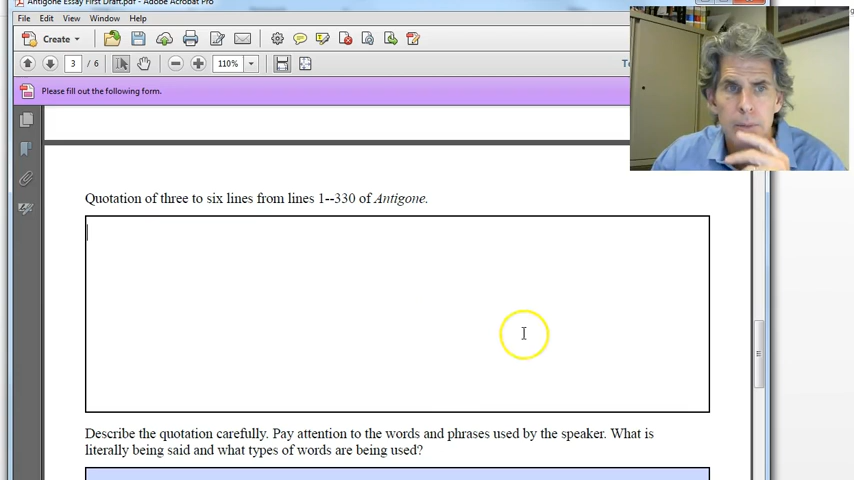 Antigone Essay First Draft.pdf - Adobe Acrobat Pro
File Edit View Window Help
Create
3 / 6 110%
Please fill out the following form.
Quotation of three to six lines from lines 1--330 of Antigone.
Describe the quotation carefully. Pay attention to the words and phrases used by the speaker. What is
literally being said and what types of words are being used?